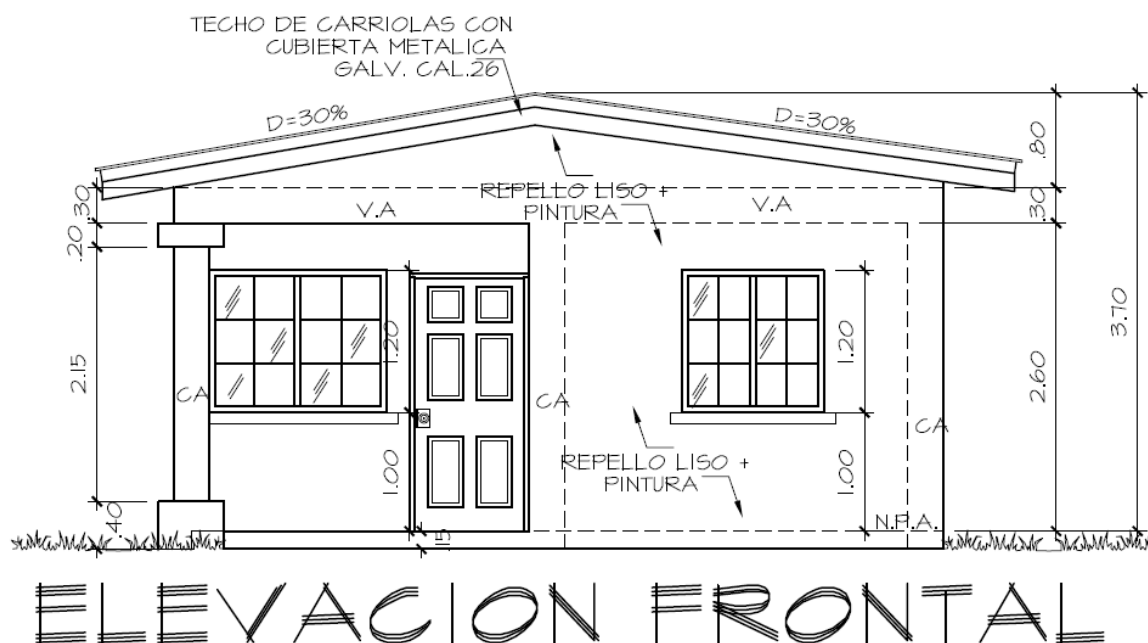 TECHO DE CARRIOLAS CON
CUBIERTA METALICA
GALV. CAL.26
D=30%
D=30%
.80
.30
REPELLO LISO +
PINTURA
V.A
V.A
.30
.20
3.70
1.20
1.20
2.15
2.60
CA
CA
CA
REPELLO LISO +
PINTURA
1.00
1.00
.40
N.P.A.
.15
ELEVACION FRONTAL